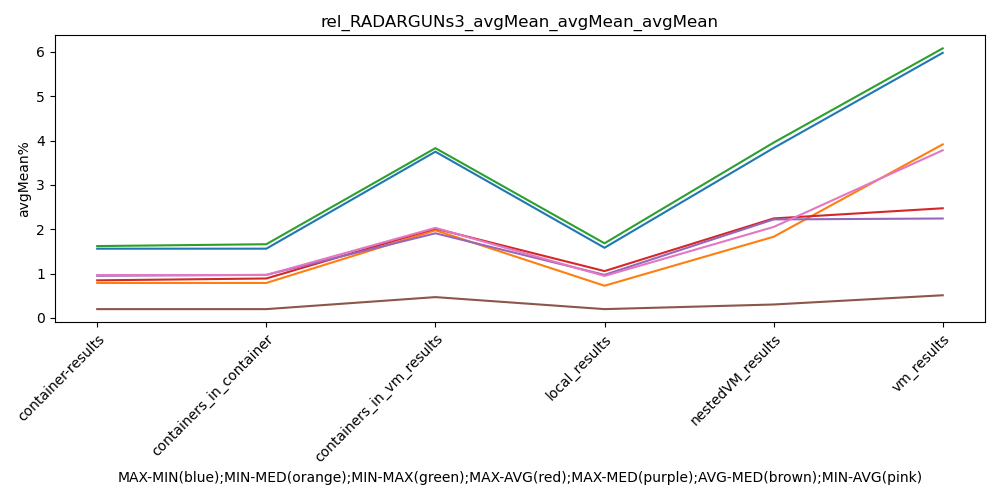 rel_RADARGUNs3_avgMean_avgMean_avgMean
avgMean%
6
5
4
3
2
1
0
container-results
containers_in_container
containers_in_vm_results
local_results
nestedVM_results
vm_results
MAX-MIN(blue);MIN-MED(orange);MIN-MAX(green);MAX-AVG(red);MAX-MED(purple);AVG-MED(brown);MIN-AVG(pink)